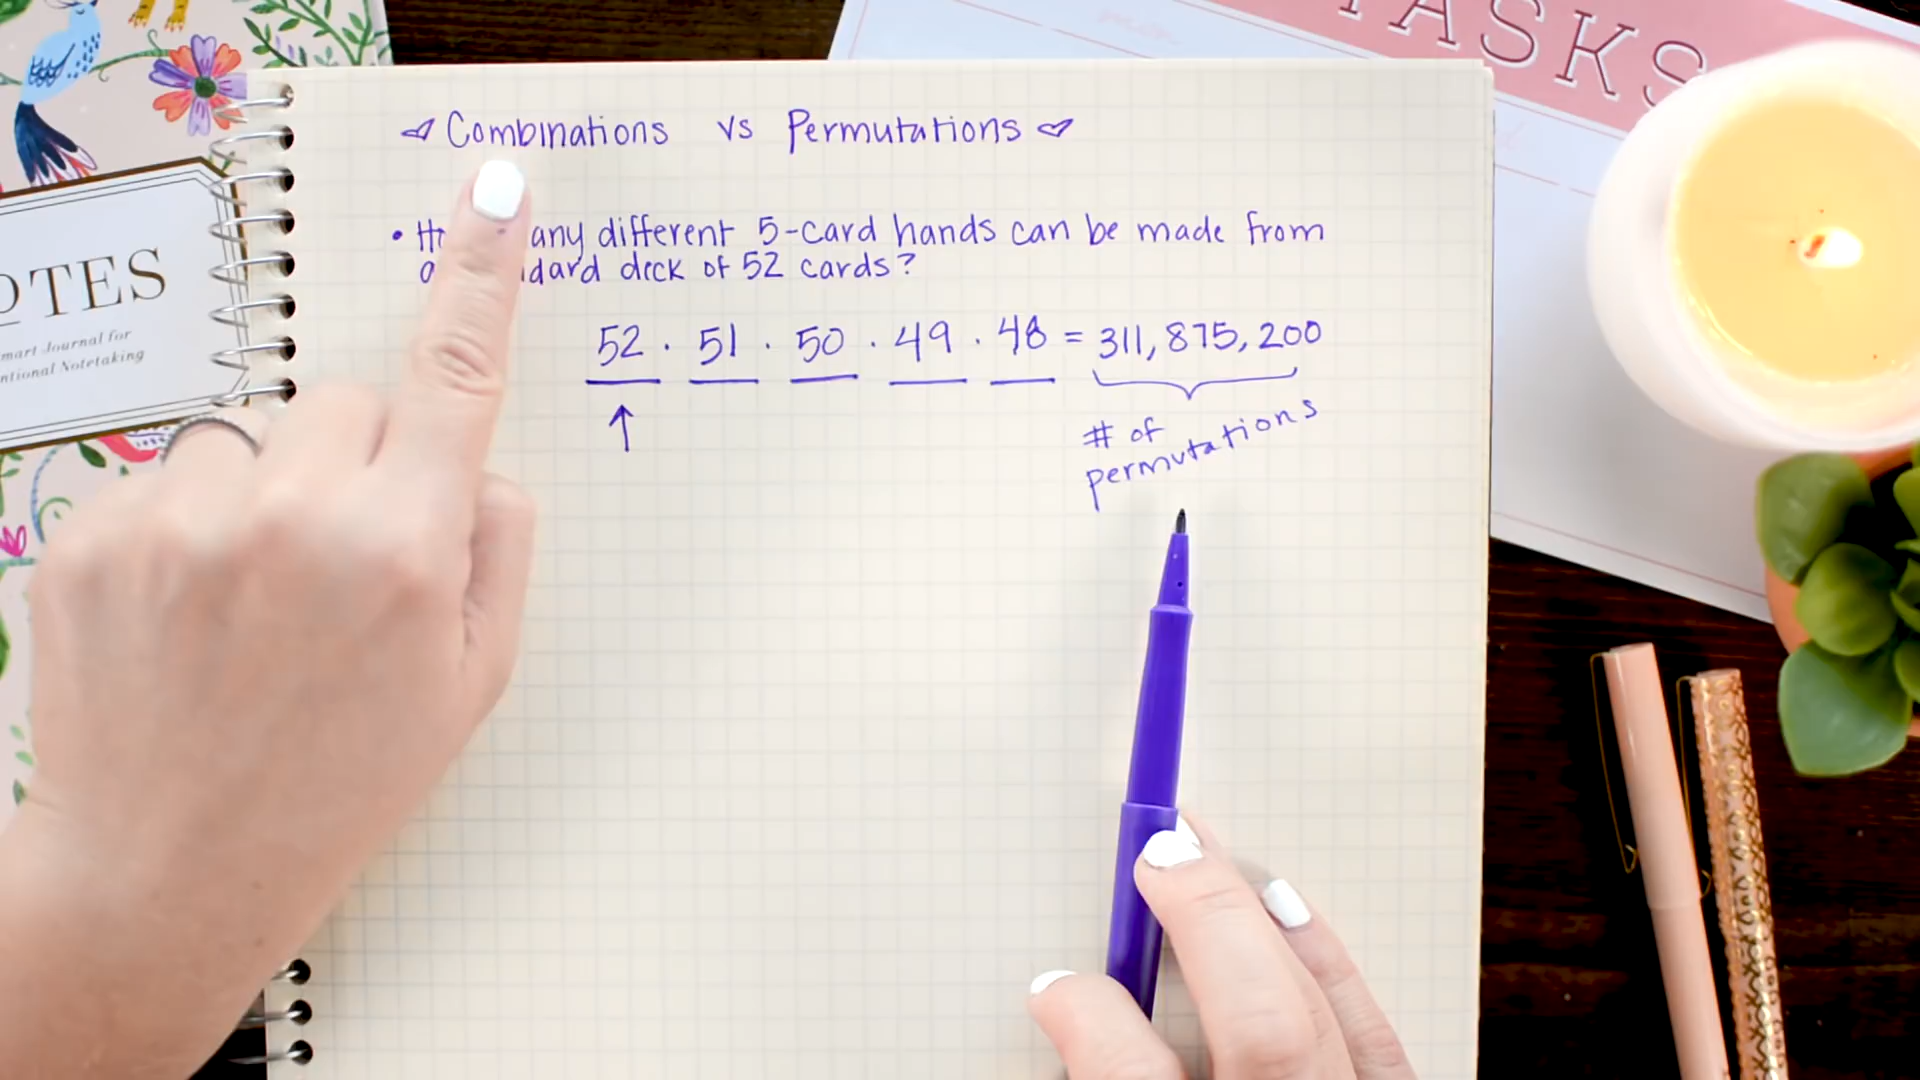 TASKS
Combinations vs Permutations
any different 5-card hands can be made from
a dard deck of 52 cards?
52 · 51 · 50 · 49 · 48 = 311,875,200
# of
permutations
OTES
mart Journal for
ntional Notetaking